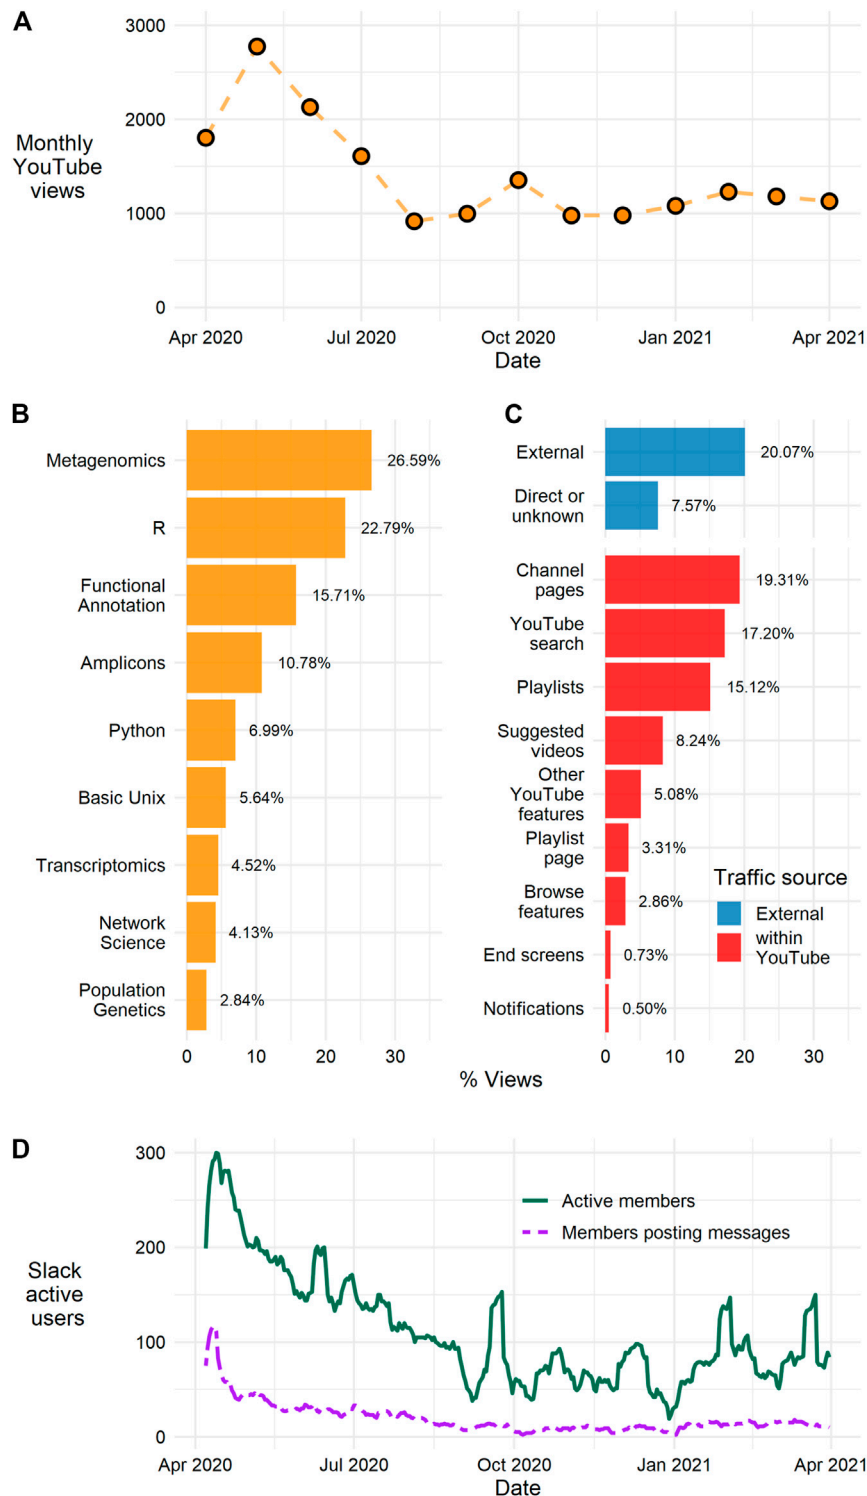 A
3000
2000
1000
0
Monthly
YouTube
views
Apr 2020
Jul 2020
Oct 2020
Jan 2021
Apr 2021
Date
B
Metagenomics
26.59%
R
22.79%
Functional
Annotation
15.71%
Amplicons
10.78%
Python
6.99%
Basic Unix
5.64%
Transcriptomics
4.52%
Network
Science
4.13%
Population
Genetics
2.84%
0
10
20
30
C
External
20.07%
Direct or
unknown
7.57%
Channel
pages
19.31%
YouTube
search
17.20%
Playlists
15.12%
Suggested
videos
8.24%
Other
YouTube
features
5.08%
Playlist
page
3.31%
Browse
features
2.86%
End screens
0.73%
Notifications
0.50%
Traffic source
External
within
YouTube
0
10
20
30
% Views
D
300
200
100
0
Slack
active
users
Active members
Members posting messages
Apr 2020
Jul 2020
Oct 2020
Jan 2021
Apr 2021
Date